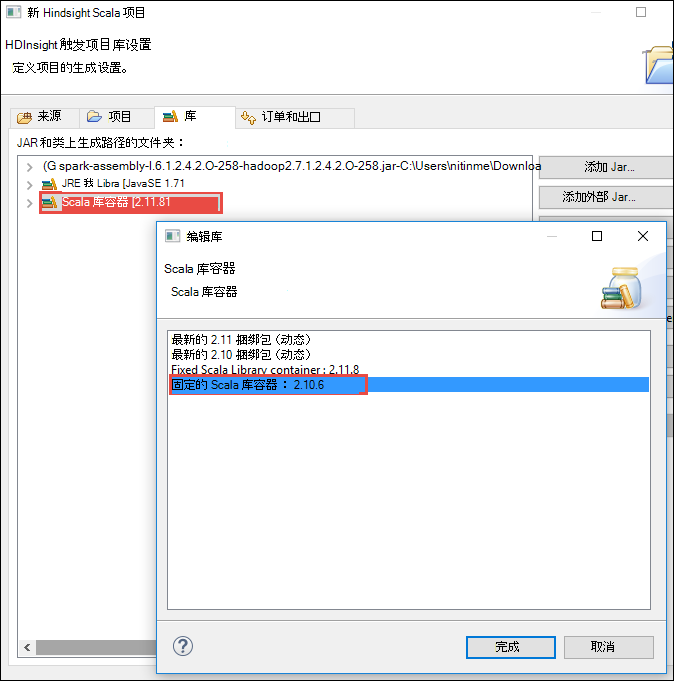 新 Hindsight Scala 项目
HDInsight 触发项目库设置
定义项目的生成设置。
来源 项目 库 订单和出口
JAR和类上生成路径的文件夹：
(G spark-assembly-l.6.1.2.4.2.O-258-hadoop2.7.1.2.4.2.O-258.jar-C:\Users\nitinme\Downloa
添加 Jar...
JRE 我 Libra [JavaSE 1.71
添加外部 Jar...
Scala 库容器 [2.11.81
编辑库
Scala 库容器
Scala 库容器
最新的 2.11 捆绑包 (动态)
最新的 2.10 捆绑包 (动态)
Fixed Scala Library container : 2.11.8
固定的 Scala 库容器： 2.10.6
完成 取消